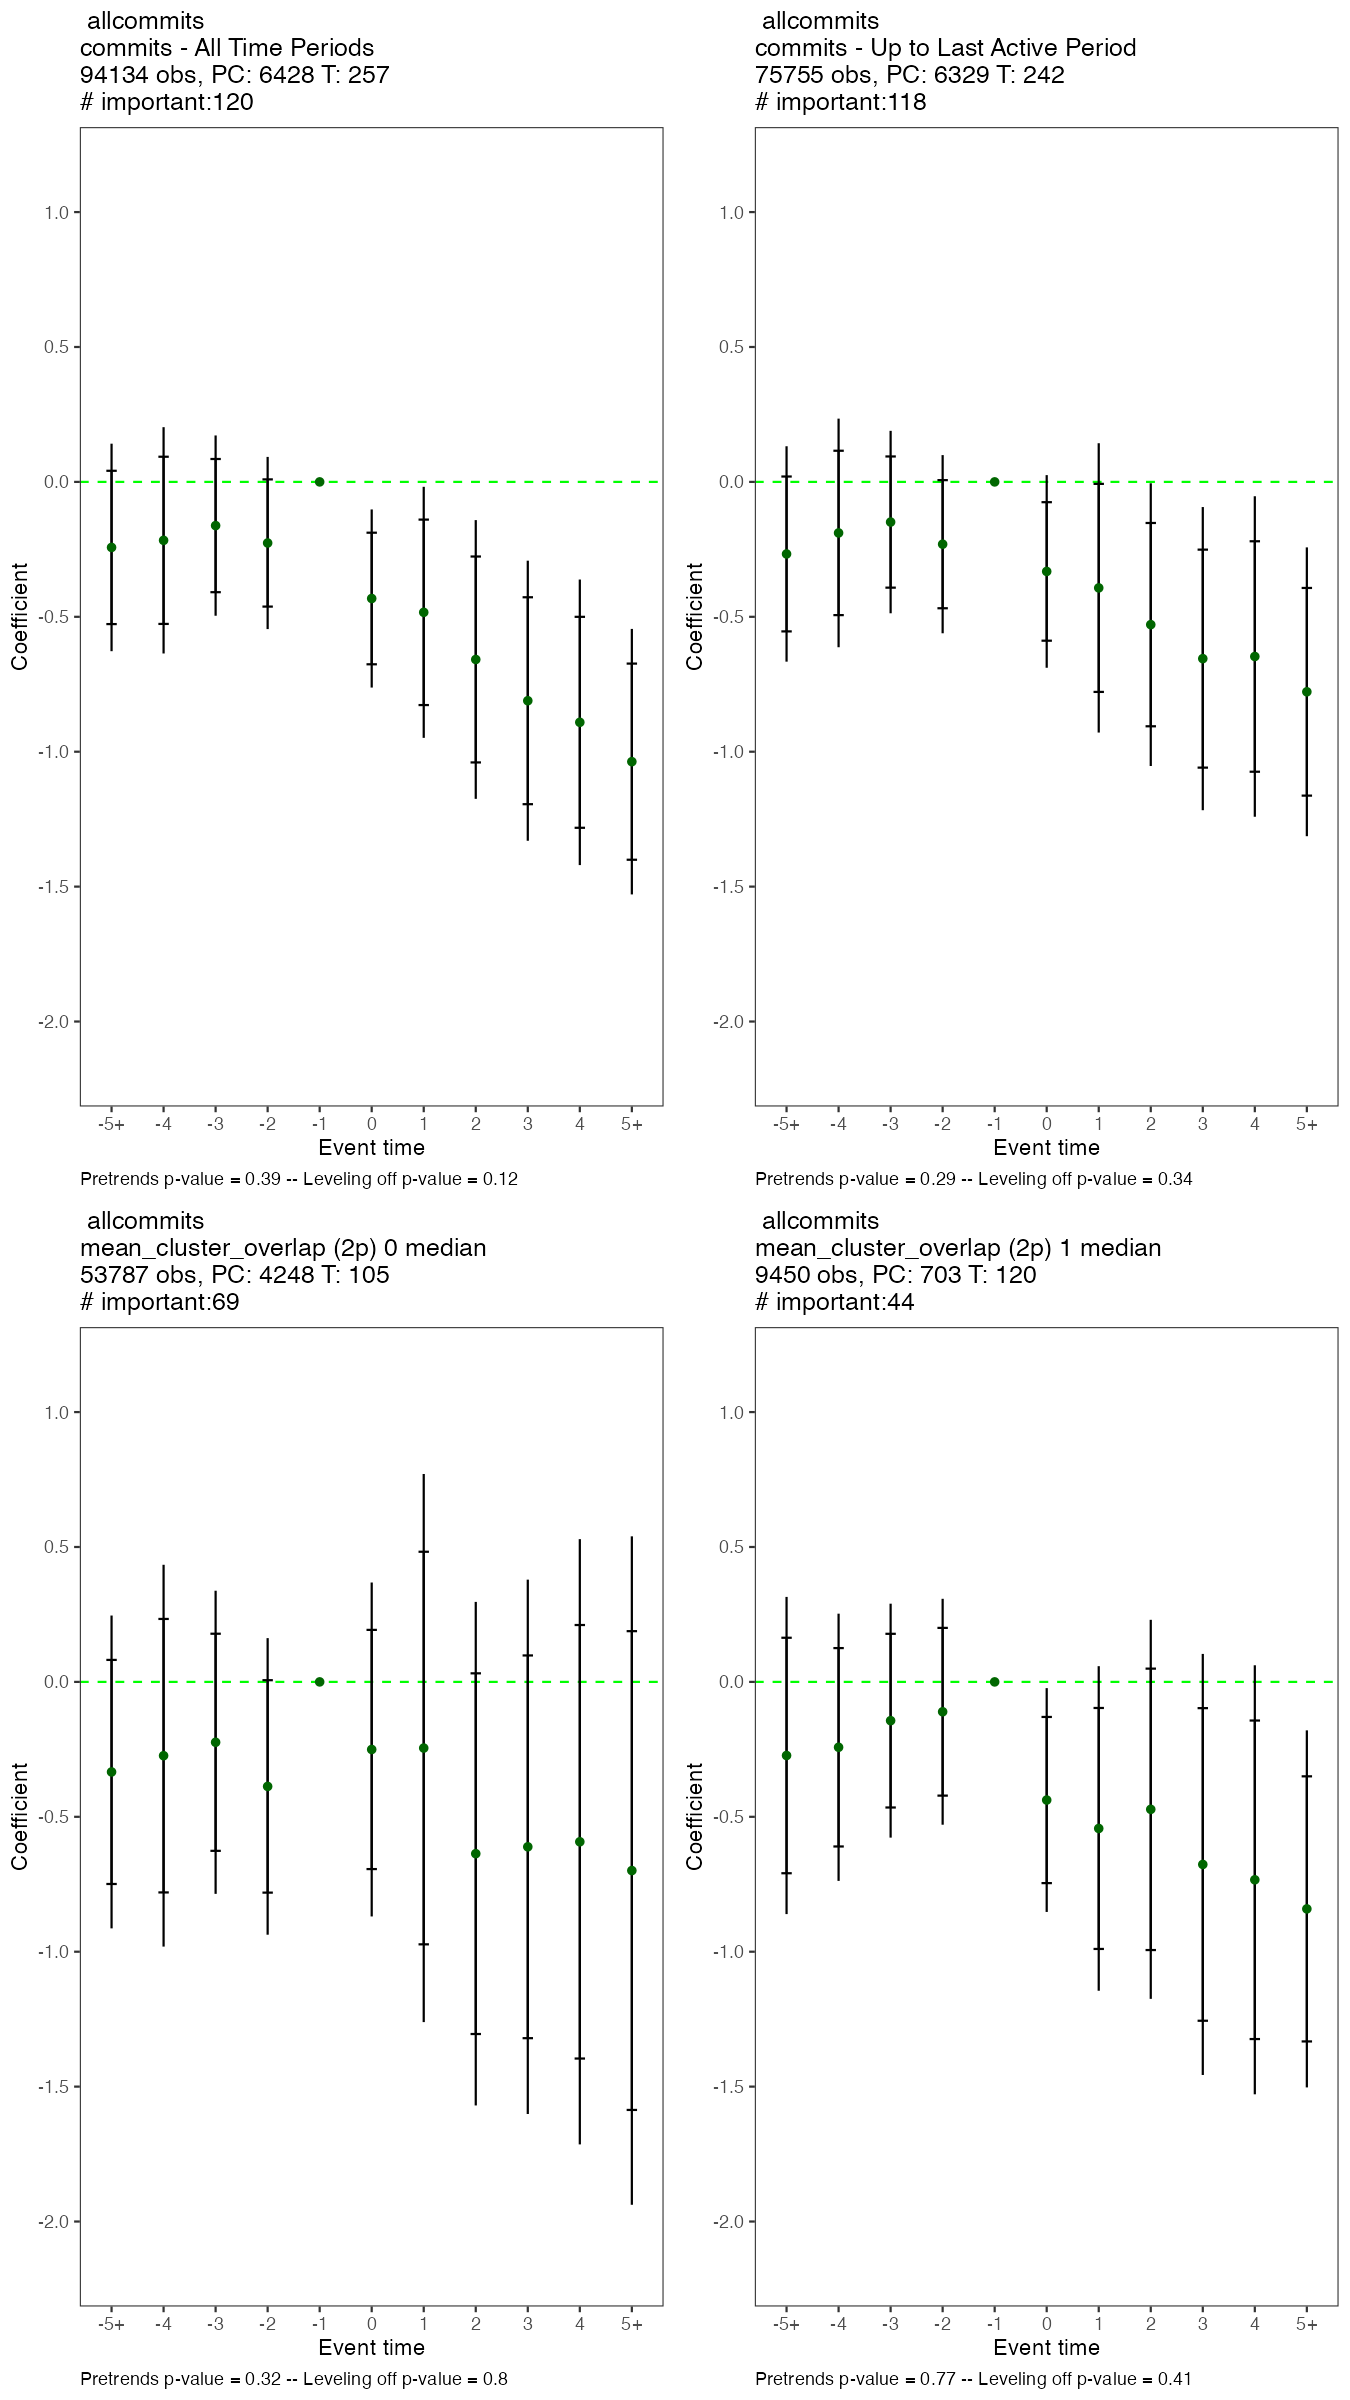 allcommits
commits - All Time Periods
94134 obs, PC: 6428 T: 257
# important:120
1.0
0.5
0.0
-0.5
-1.0
-1.5
-2.0
Coefficient
-5+ -4 -3 -2 -1 0 1 2 3 4 5+
Event time
Pretrends p-value = 0.39 -- Leveling off p-value = 0.12
allcommits
commits - Up to Last Active Period
75755 obs, PC: 6329 T: 242
# important:118
1.0
0.5
0.0
-0.5
-1.0
-1.5
-2.0
Coefficient
-5+ -4 -3 -2 -1 0 1 2 3 4 5+
Event time
Pretrends p-value = 0.29 -- Leveling off p-value = 0.34
allcommits
mean_cluster_overlap (2p) 0 median
53787 obs, PC: 4248 T: 105
# important:69
1.0
0.5
0.0
-0.5
-1.0
-1.5
-2.0
Coefficient
-5+ -4 -3 -2 -1 0 1 2 3 4 5+
Event time
Pretrends p-value = 0.32 -- Leveling off p-value = 0.8
allcommits
mean_cluster_overlap (2p) 1 median
9450 obs, PC: 703 T: 120
# important:44
1.0
0.5
0.0
-0.5
-1.0
-1.5
-2.0
Coefficient
-5+ -4 -3 -2 -1 0 1 2 3 4 5+
Event time
Pretrends p-value = 0.77 -- Leveling off p-value = 0.41